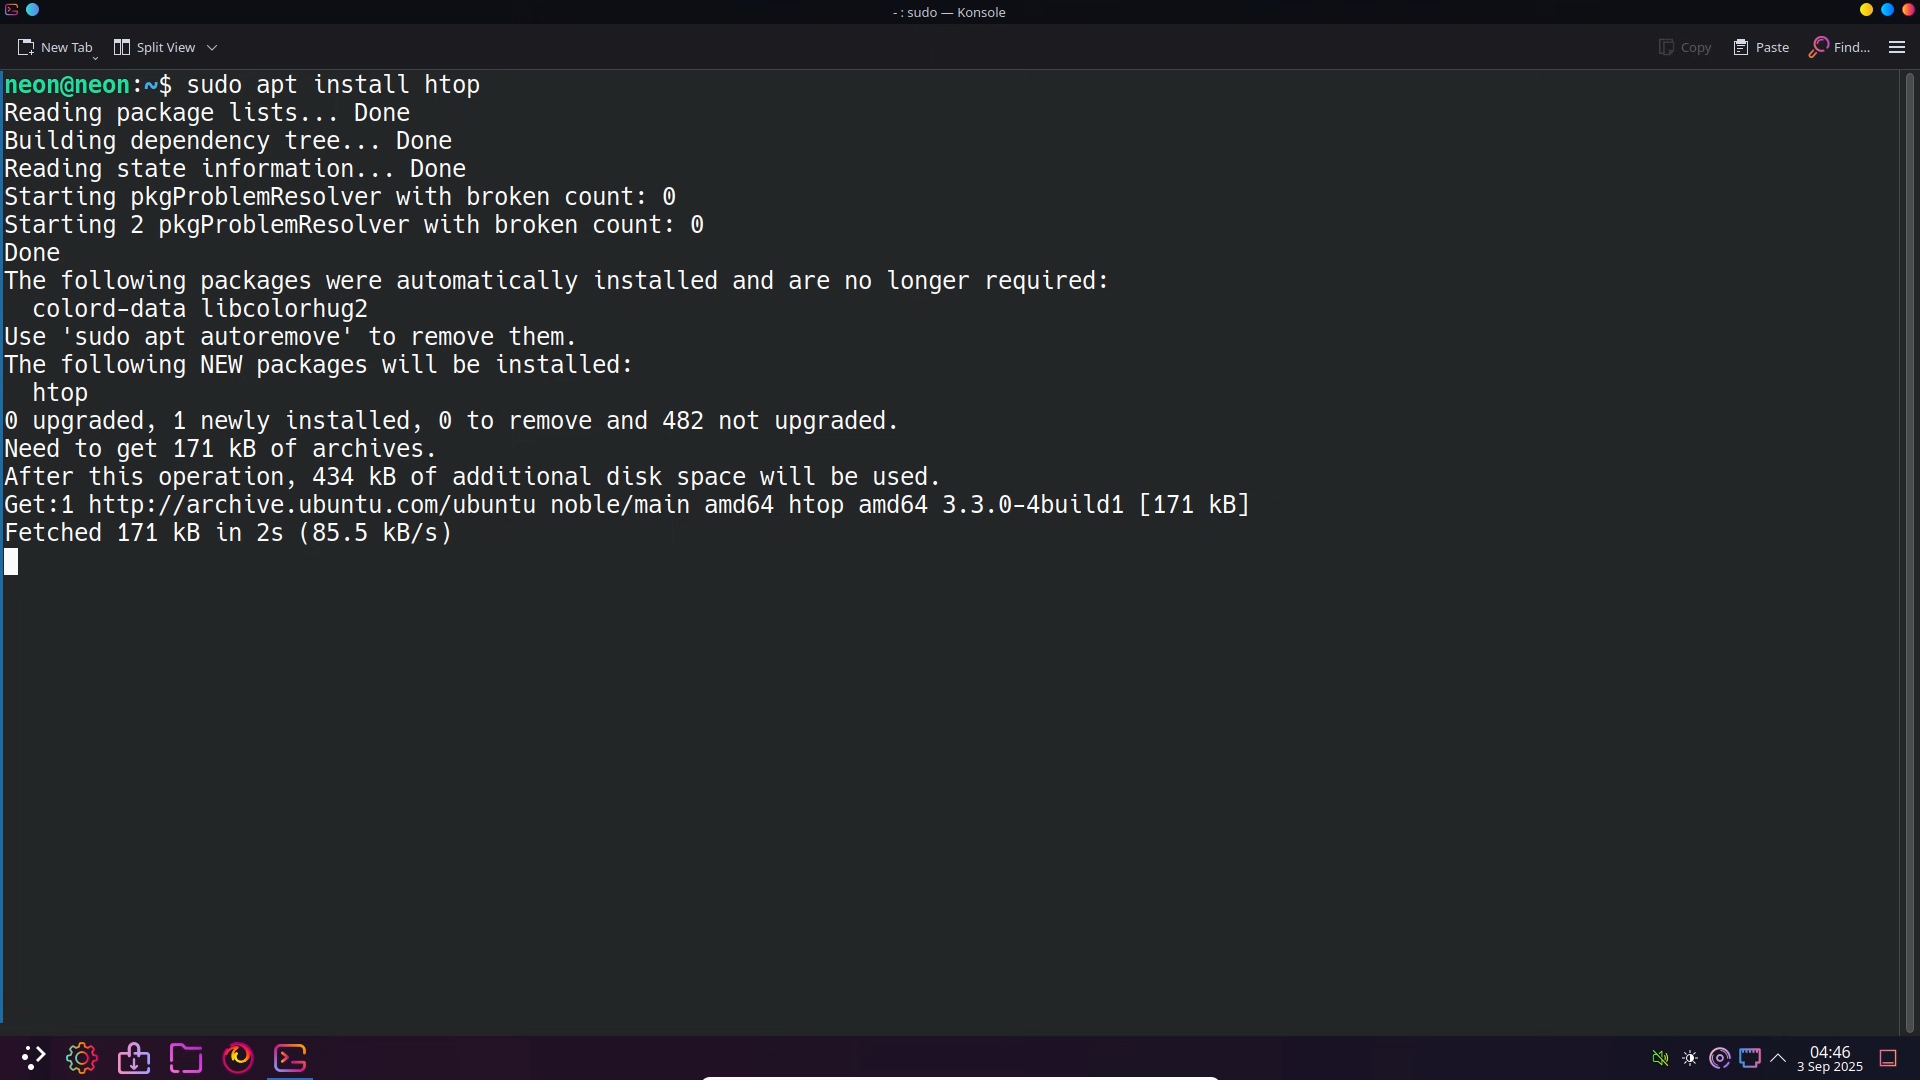 - : sudo — Konsole
New Tab
Split View
Copy
Paste
Find...
neon@neon:~$ sudo apt install htop
Reading package lists... Done
Building dependency tree... Done
Reading state information... Done
Starting pkgProblemResolver with broken count: 0
Starting 2 pkgProblemResolver with broken count: 0
Done
The following packages were automatically installed and are no longer required:
  colord-data libcolorhug2
Use 'sudo apt autoremove' to remove them.
The following NEW packages will be installed:
  htop
0 upgraded, 1 newly installed, 0 to remove and 482 not upgraded.
Need to get 171 kB of archives.
After this operation, 434 kB of additional disk space will be used.
Get:1 http://archive.ubuntu.com/ubuntu noble/main amd64 htop amd64 3.3.0-4build1 [171 kB]
Fetched 171 kB in 2s (85.5 kB/s)
04:46
3 Sep 2025